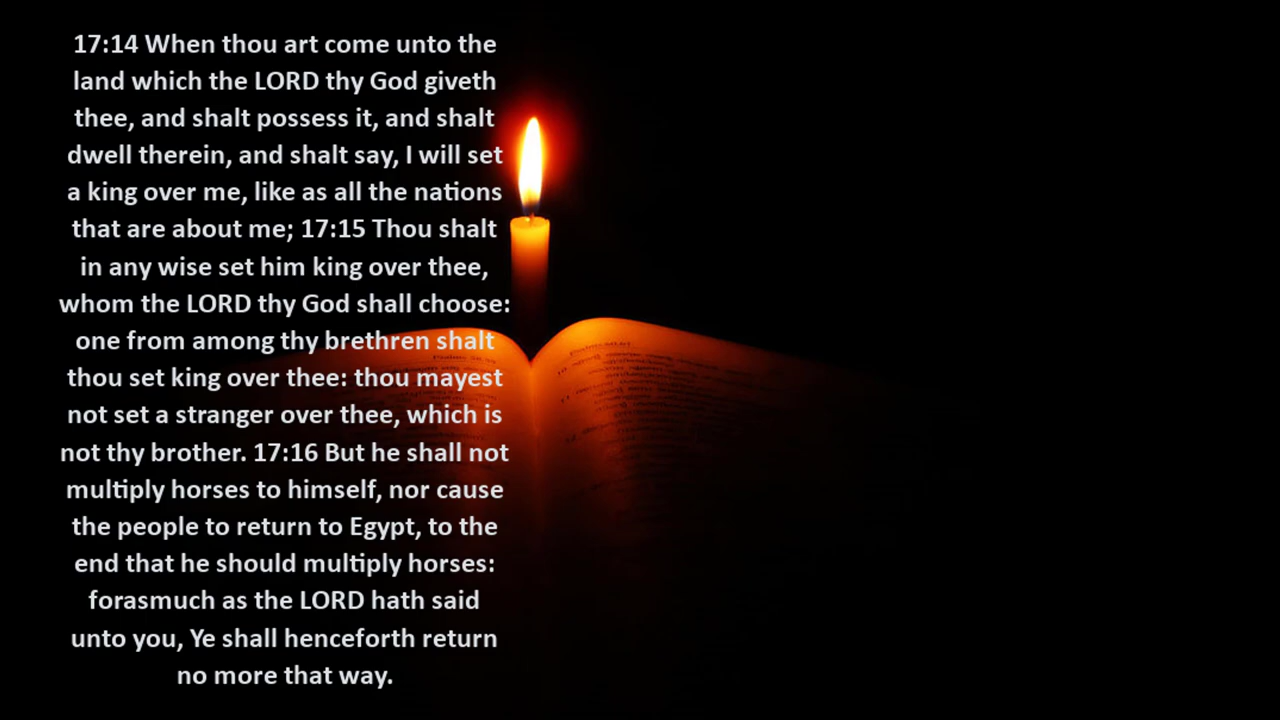 17:14 When thou art come unto the
land which the LORD thy God giveth
thee, and shalt possess it, and shalt
dwell therein, and shalt say, I will set
a king over me, like as all the nations
that are about me; 17:15 Thou shalt
in any wise set him king over thee,
whom the LORD thy God shall choose:
one from among thy brethren shalt
thou set king over thee: thou mayest
not set a stranger over thee, which is
not thy brother. 17:16 But he shall not
multiply horses to himself, nor cause
the people to return to Egypt, to the
end that he should multiply horses:
forasmuch as the LORD hath said
unto you, Ye shall henceforth return
no more that way.